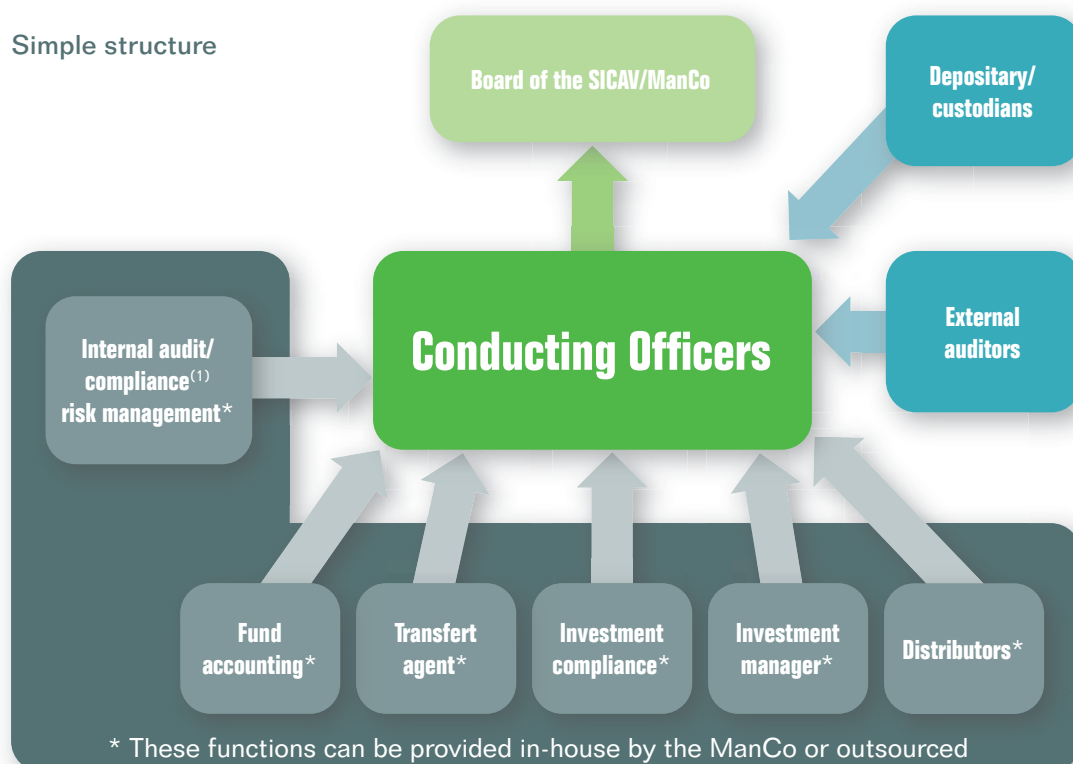 Simple structure
Board of the SICAV/ManCo
Depositary/
custodians
Internal audit/
compliance(1)
risk management*
Conducting Officers
External
auditors
Fund
accounting*
Transfert
agent*
Investment
compliance*
Investment
manager*
Distributors*
* These functions can be provided in-house by the ManCo or outsourced